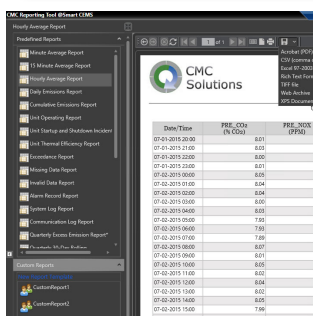 CMC Reporting Tool @Smart CEMS
Hourly Average Report
Predefined Reports
Minute Average Report
15 Minute Average Report
Hourly Average Report
Daily Emissions Report
Cumulative Emissions Report
Unit Operating Report
Unit Startup and Shutdown Inciden
Unit Thermal Efficiency Report
Exceedance Report
Missing Data Report
Invalid Data Report
Alarm Record Report
System Log Report
Communication Log Report
Quarterly Excess Emission Report*
Quarterly 30-Day Rolling
Custom Reports
CustomReport1
CustomReport2
1 of 1
Acrobat (PDF)
CSV (comma
Excel 97-2003
Rich Text Form
TIFF file
Web Archive
XPS Documen
CMC
Solutions
Date/Time PRE_CO2 (% CO2) PRE_NOX (PPM)
07-01-2015 20:00 8.01
07-01-2015 21:00 8.03
07-01-2015 22:00 8.00
07-01-2015 23:00 8.01
07-02-2015 00:00 8.05
07-02-2015 01:00 8.04
07-02-2015 02:00 8.04
07-02-2015 03:00 8.00
07-02-2015 04:00 8.03
07-02-2015 05:00 7.93
07-02-2015 06:00 7.93
07-02-2015 07:00 7.89
07-02-2015 08:00 8.07
07-02-2015 09:00 8.01
07-02-2015 10:00 8.05
07-02-2015 11:00 8.02
07-02-2015 12:00 8.04
07-02-2015 13:00 8.02
07-02-2015 14:00 8.05
07-02-2015 15:00 7.99